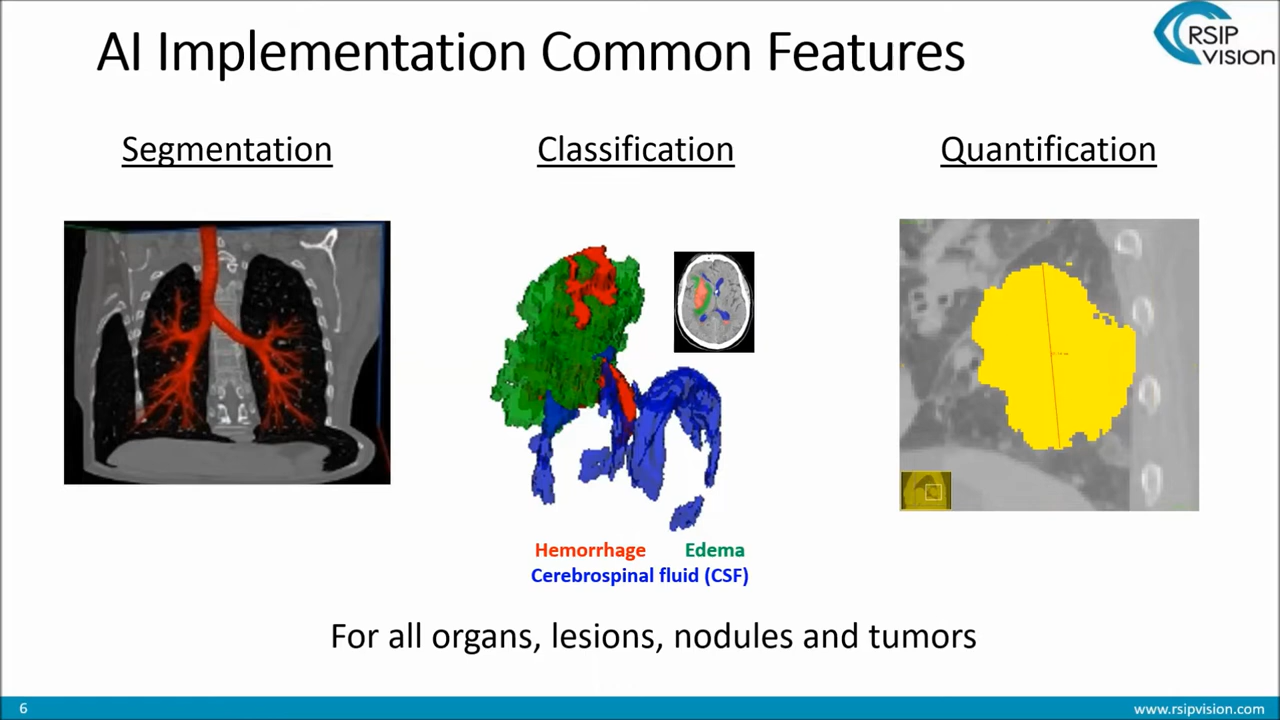 AI Implementation Common Features
RSIP
vision
Segmentation
Classification
Quantification
Hemorrhage
Edema
Cerebrospinal fluid (CSF)
For all organs, lesions, nodules and tumors
6
www.rsipvision.com